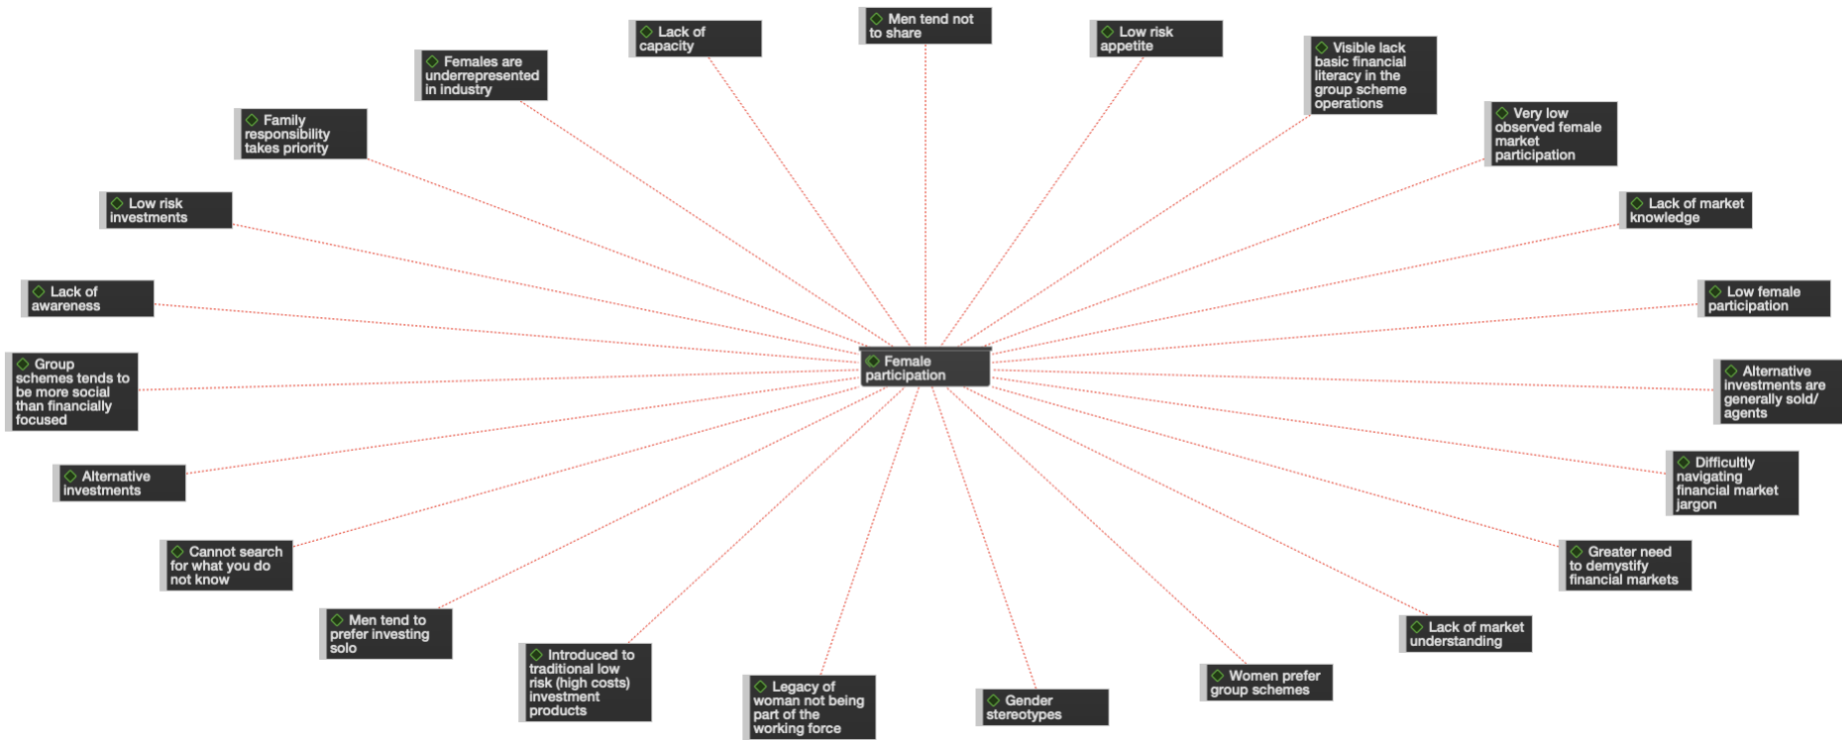 Men tend not
to share
Lack of
capacity
Low risk
appetite
Females are
underrepresented
in industry
Visible lack
basic financial
literacy in the
group scheme
operations
Family
responsibility
takes priority
Very low
observed female
market
participation
Low risk
investments
Lack of market
knowledge
Lack of
awareness
Low female
participation
Female
participation
Group
schemes tends to
be more social
than financially
focused
Alternative
investments are
generally sold/
agents
Alternative
investments
Difficultly
navigating
financial market
jargon
Cannot search
for what you do
not know
Greater need
to demystify
financial markets
Men tend to
prefer investing
solo
Lack of market
understanding
Introduced to
traditional low
risk (high costs)
investment
products
Women prefer
group schemes
Legacy of
woman not being
part of the
working force
Gender
stereotypes